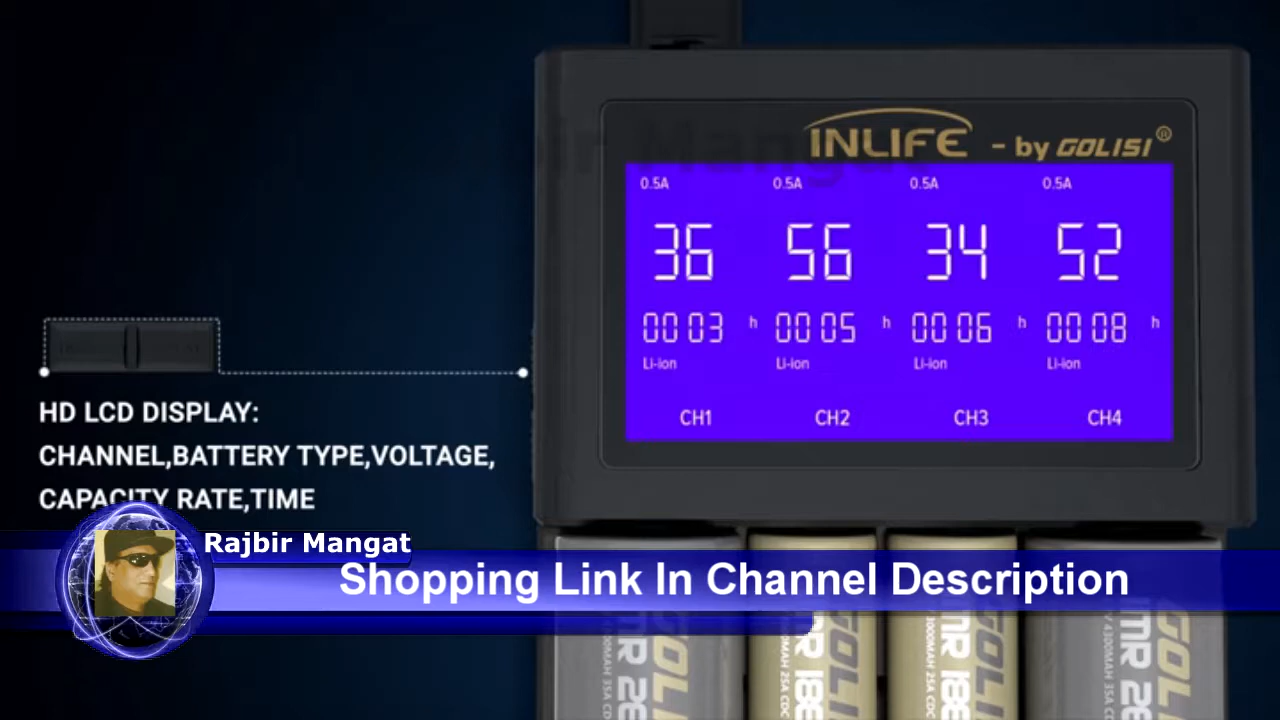 INLIFE - by GOLISI®
0.5A 0.5A 0.5A 0.5A
36 56 34 52
00 03 h 00 05 h 00 06 h 00 08 h
Li-ion Li-ion Li-ion Li-ion
CH1 CH2 CH3 CH4
HD LCD DISPLAY:
CHANNEL,BATTERY TYPE,VOLTAGE,
CAPACITY RATE,TIME
Rajbir Mangat
Shopping Link In Channel Description